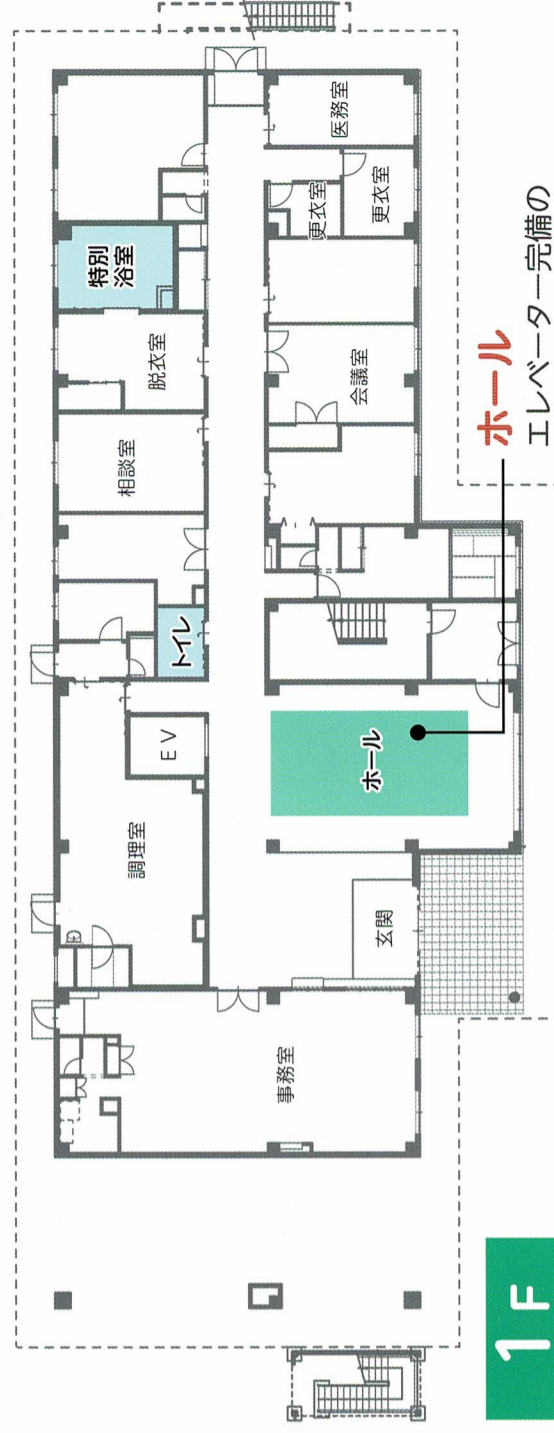 特別
浴室
脱衣室
相談室
トイレ
EV
調理室
医務室
更衣室
更衣室
会議室
ホール
玄関
事務室
ホール
エレベーター完備の
1F